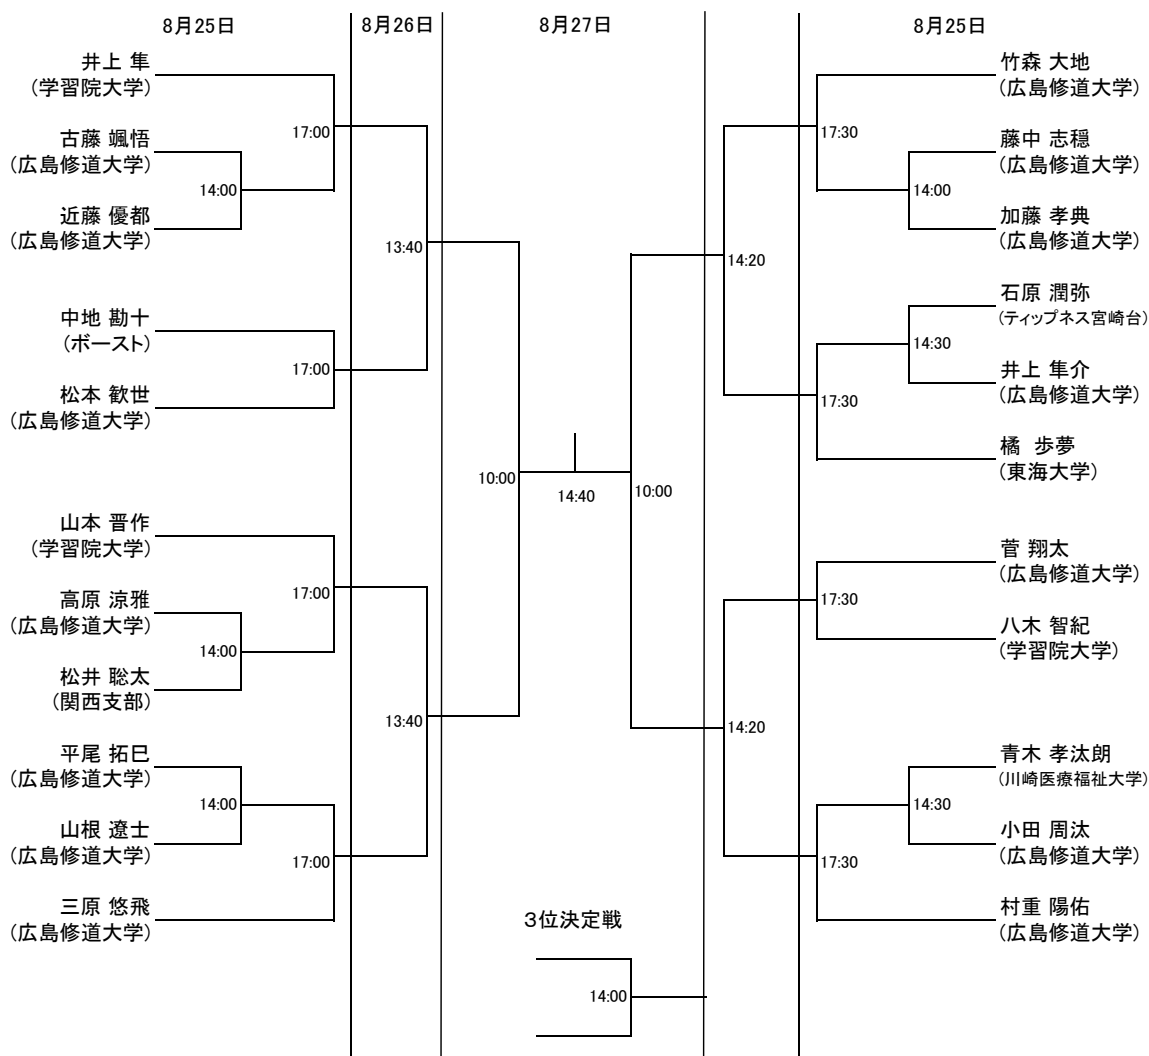 8月25日
8月26日
8月27日
8月25日
井上 隼
(学習院大学)
17:00
古藤 颯悟
(広島修道大学)
14:00
近藤 優都
(広島修道大学)
13:40
中地 勘十
(ボースト)
17:00
松本 歓世
(広島修道大学)
10:00
山本 晋作
(学習院大学)
17:00
高原 涼雅
(広島修道大学)
14:00
松井 聡太
(関西支部)
13:40
平尾 拓巳
(広島修道大学)
14:00
山根 遼士
(広島修道大学)
17:00
三原 悠飛
(広島修道大学)
14:40
3位決定戦
14:00
竹森 大地
(広島修道大学)
17:30
藤中 志穏
(広島修道大学)
14:00
加藤 孝典
(広島修道大学)
14:20
石原 潤弥
(ティップネス宮崎台)
14:30
井上 隼介
(広島修道大学)
17:30
橘 歩夢
(東海大学)
10:00
菅 翔太
(広島修道大学)
17:30
八木 智紀
(学習院大学)
14:20
青木 孝汰朗
(川崎医療福祉大学)
14:30
小田 周汰
(広島修道大学)
17:30
村重 陽佑
(広島修道大学)